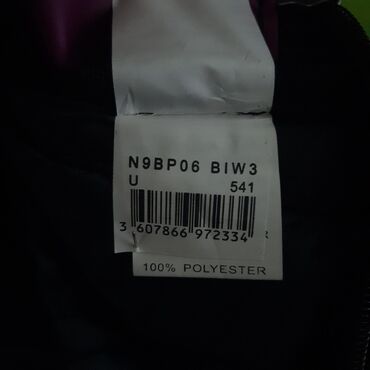 N9BP06 BIW3
U 541
3 607866 972334
100% POLYESTER